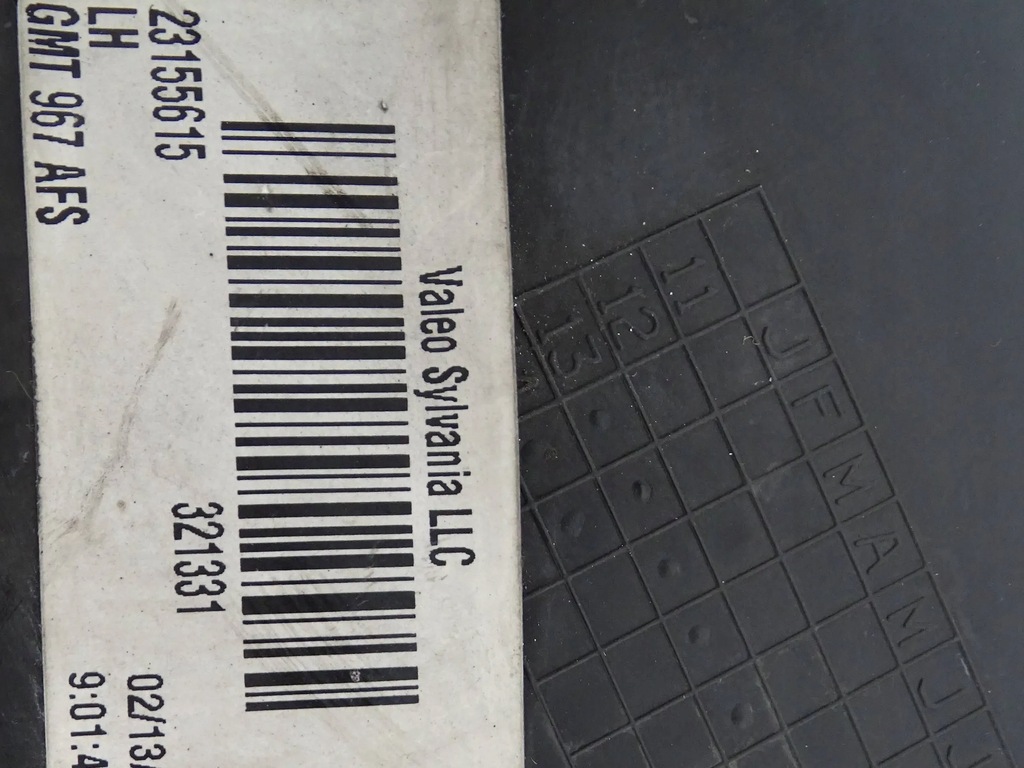 Valeo Sylvania LLC
321331
23155615
LH
GMT 967 AFS
02/13/
9:01:4
11
12
13
J
F
M
A
M
J
J